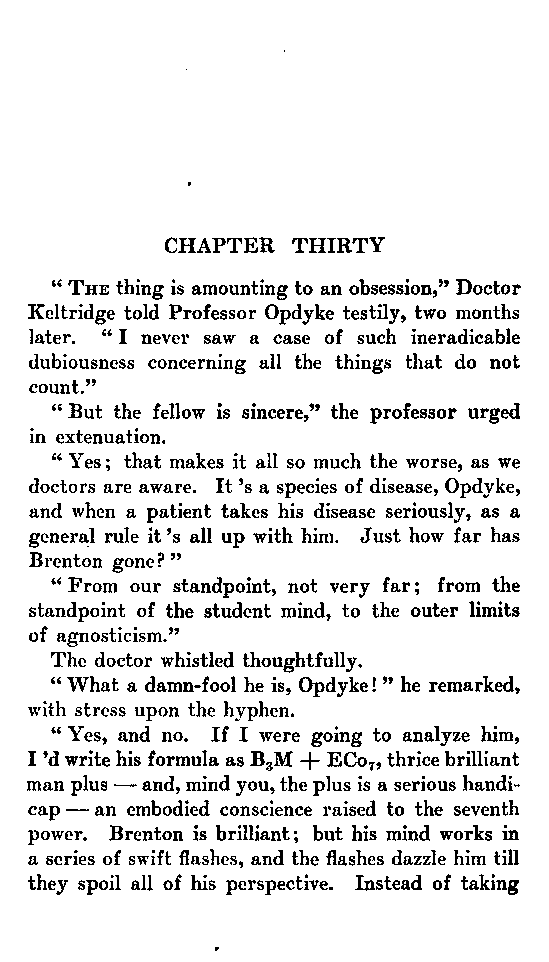 CHAPTER THIRTY
“ THE thing is amounting to an obsession,” Doctor
Keltridge told Professor Opdyke testily, two months
later. “ I never saw a case of such ineradicable
dubiousness concerning all the things that do not
count.”
“ But the fellow is sincere,” the professor urged
in extenuation.
“ Yes; that makes it all so much the worse, as we
doctors are aware. It 's a species of disease, Opdyke,
and when a patient takes his disease seriously, as a
general rule it 's all up with him. Just how far has
Brenton gone? ”
“ From our standpoint, not very far; from the
standpoint of the student mind, to the outer limits
of agnosticism.”
The doctor whistled thoughtfully.
“ What a damn-fool he is, Opdyke! ” he remarked,
with stress upon the hyphen.
“ Yes, and no. If I were going to analyze him,
I 'd write his formula as B₃M + ECo₇, thrice brilliant
man plus — and, mind you, the plus is a serious handi-
cap — an embodied conscience raised to the seventh
power. Brenton is brilliant; but his mind works in
a series of swift flashes, and the flashes dazzle him till
they spoil all of his perspective. Instead of taking